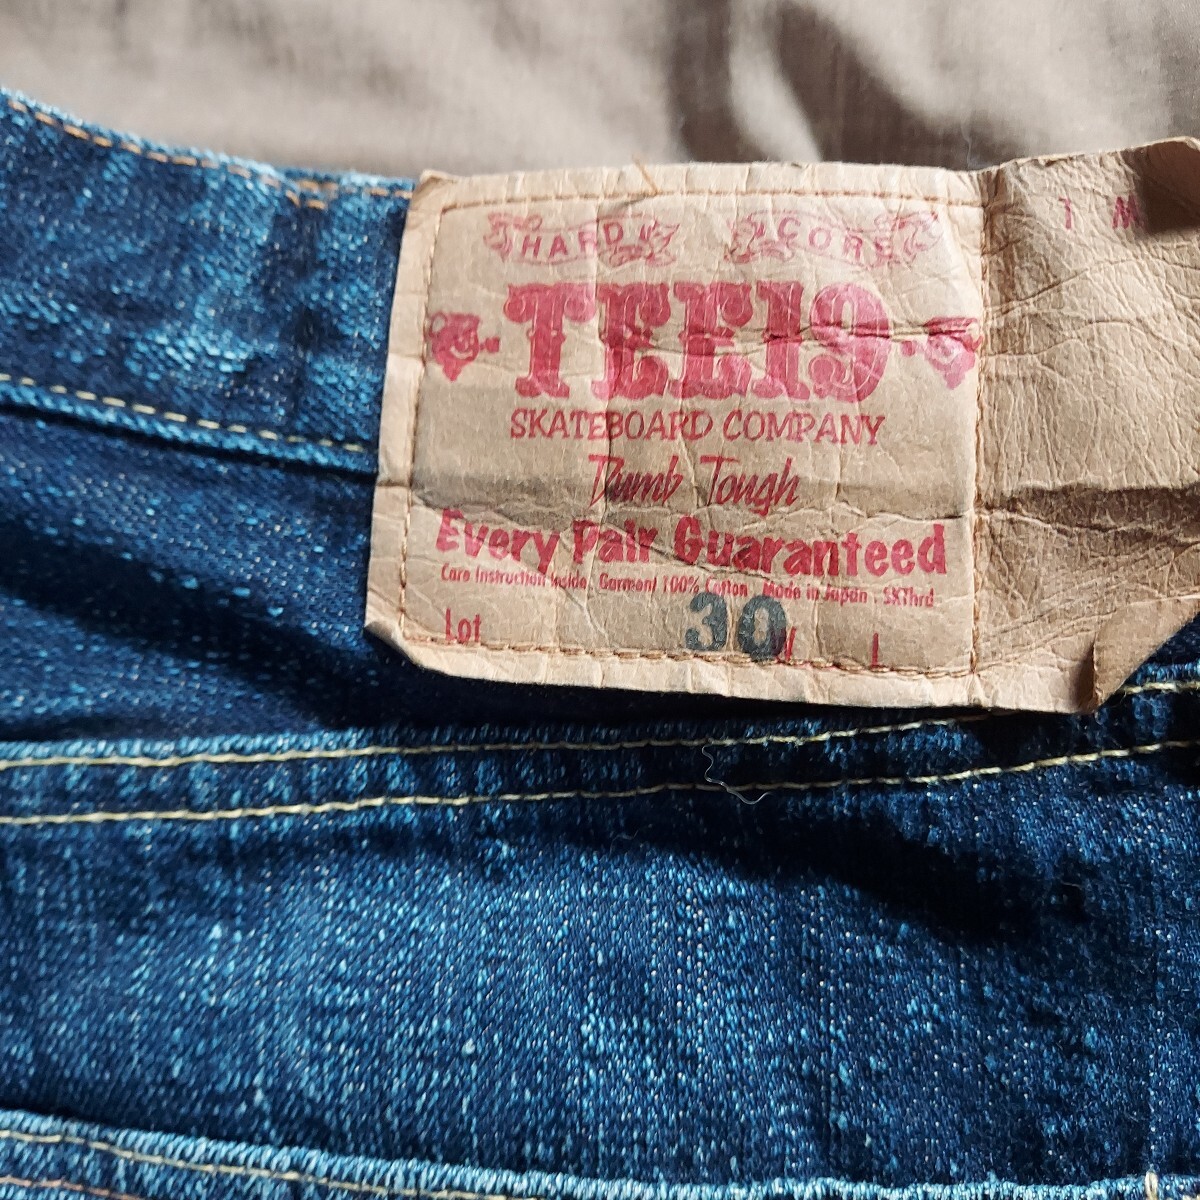 HARD CORE
TEE19
SKATEBOARD COMPANY
Dumb Tough
Every Pair Guaranteed
Care Instruction Inside. Garment 100% Cotton. Made in Japan.
Lot 30 W L